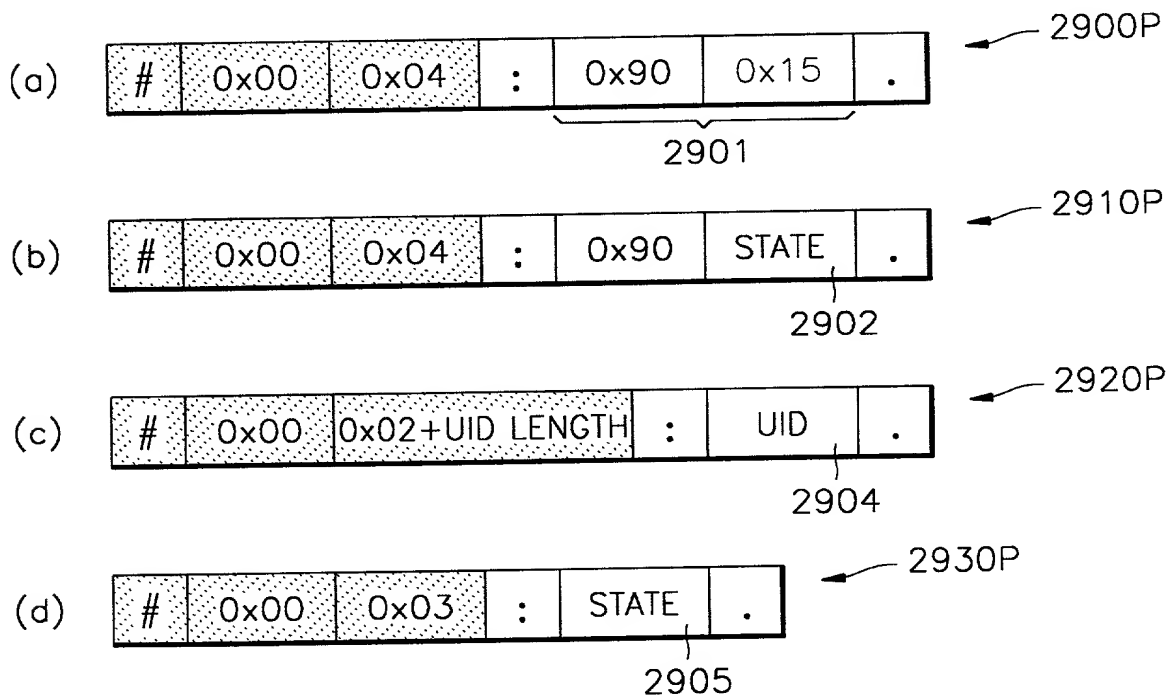 2900P
(a) # 0x00 0x04 : 0x90 0x15 .
2901
2910P
(b) # 0x00 0x04 : 0x90 STATE .
2902
2920P
(c) # 0x00 0x02+UID LENGTH : UID .
2904
2930P
(d) # 0x00 0x03 : STATE .
2905